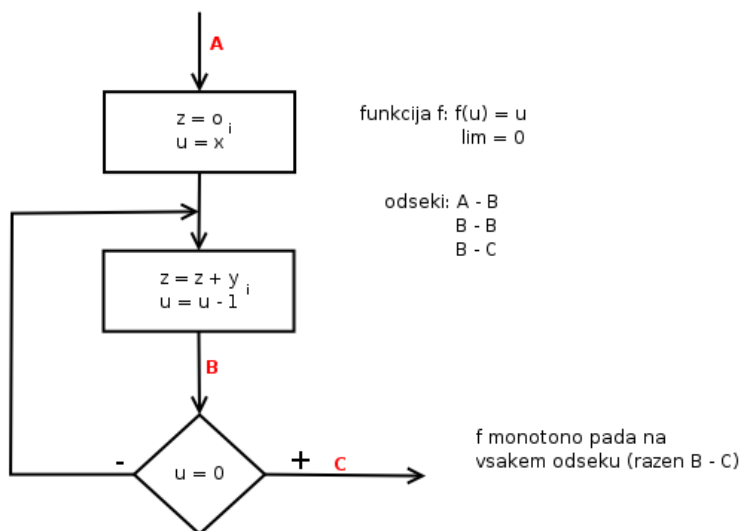 A
z = o
i
u = x
funkcija f: f(u) = u
lim = 0
odseki: A - B
B - B
B - C
z = z + y
i
u = u - 1
B
- u = 0 + C
f monotono pada na
vsakem odseku (razen B - C)